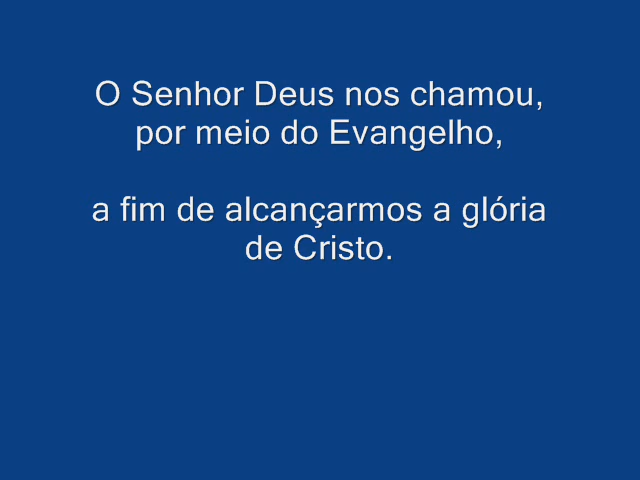 O Senhor Deus nos chamou,
por meio do Evangelho,
a fim de alcançarmos a glória
de Cristo.